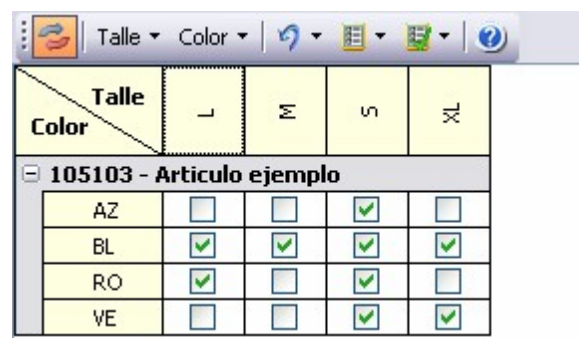 Talle Color
Talle
Color
L M S XL
105103 - Articulo ejemplo
AZ
BL
RO
VE